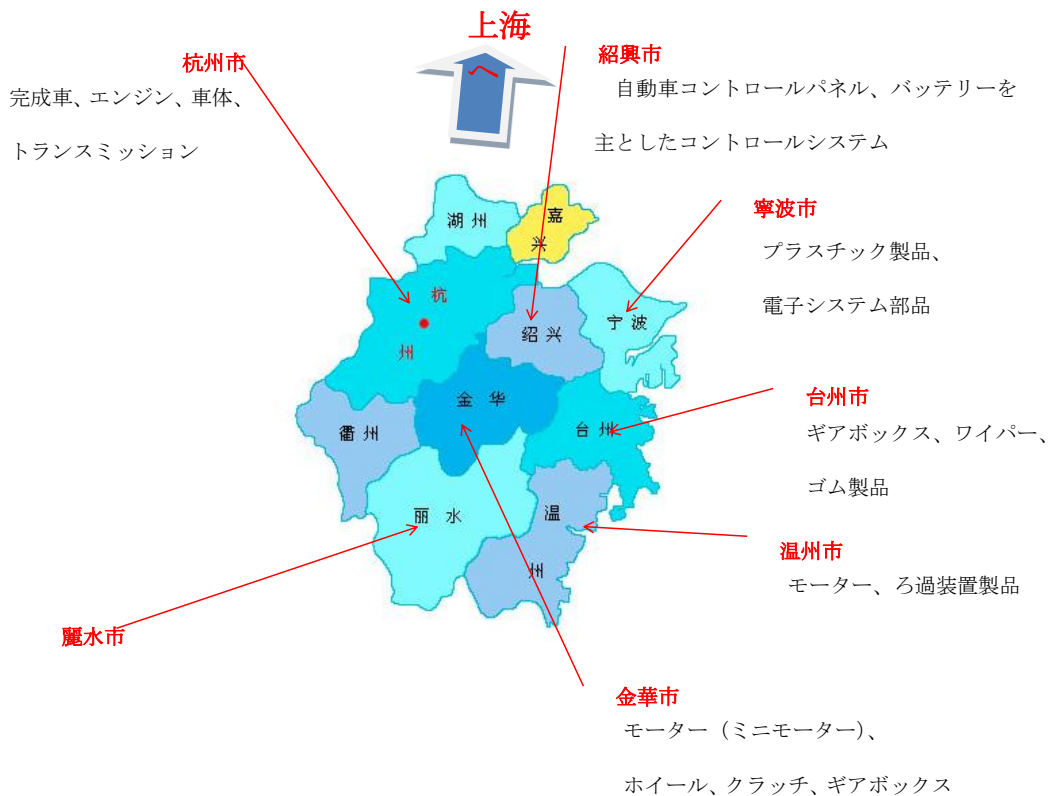 上海
へ
杭州市
完成車、エンジン、車体、
トランスミッション
紹興市
自動車コントロールパネル、バッテリーを
主としたコントロールシステム
寧波市
プラスチック製品、
電子システム部品
台州市
ギアボックス、ワイパー、
ゴム製品
温州市
モーター、ろ過装置製品
麗水市
金華市
モーター（ミニモーター）、
ホイール、クラッチ、ギアボックス
湖州
嘉
兴
杭
州
绍兴
宁波
金华
衢州
台州
丽水
温
州